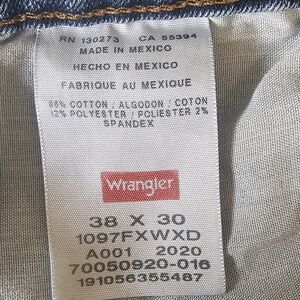 RN 130273 CA 55394
MADE IN MEXICO
HECHO EN MEXICO
FABRIQUE AU MEXIQUE
86% COTTON / ALGODON / COTON
12% POLYESTER / POLIESTER 2%
SPANDEX
Wrangler
38 X 30
1097FXWXD
A001 2020
70050920-016
191056355487